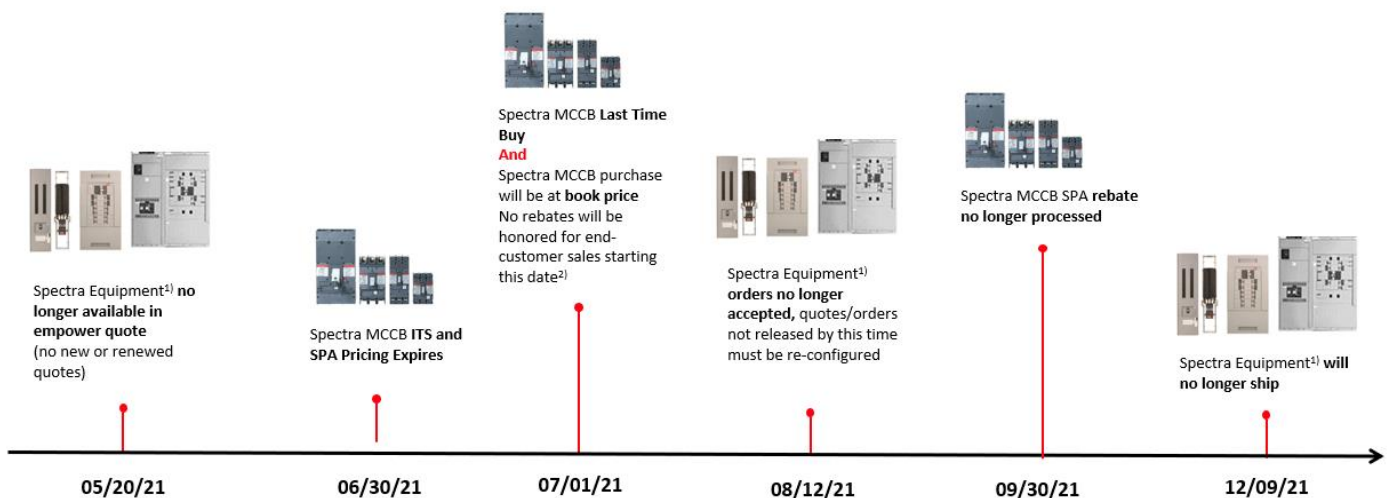 Spectra Equipment¹⁾ no
longer available in
empower quote
(no new or renewed
quotes)
Spectra MCCB ITS and
SPA Pricing Expires
Spectra MCCB Last Time
Buy
And
Spectra MCCB purchase
will be at book price
No rebates will be
honored for end-
customer sales starting
this date²⁾
Spectra Equipment¹⁾
orders no longer
accepted, quotes/orders
not released by this time
must be re-configured
Spectra MCCB SPA rebate
no longer processed
Spectra Equipment¹⁾ will
no longer ship
05/20/21
06/30/21
07/01/21
08/12/21
09/30/21
12/09/21